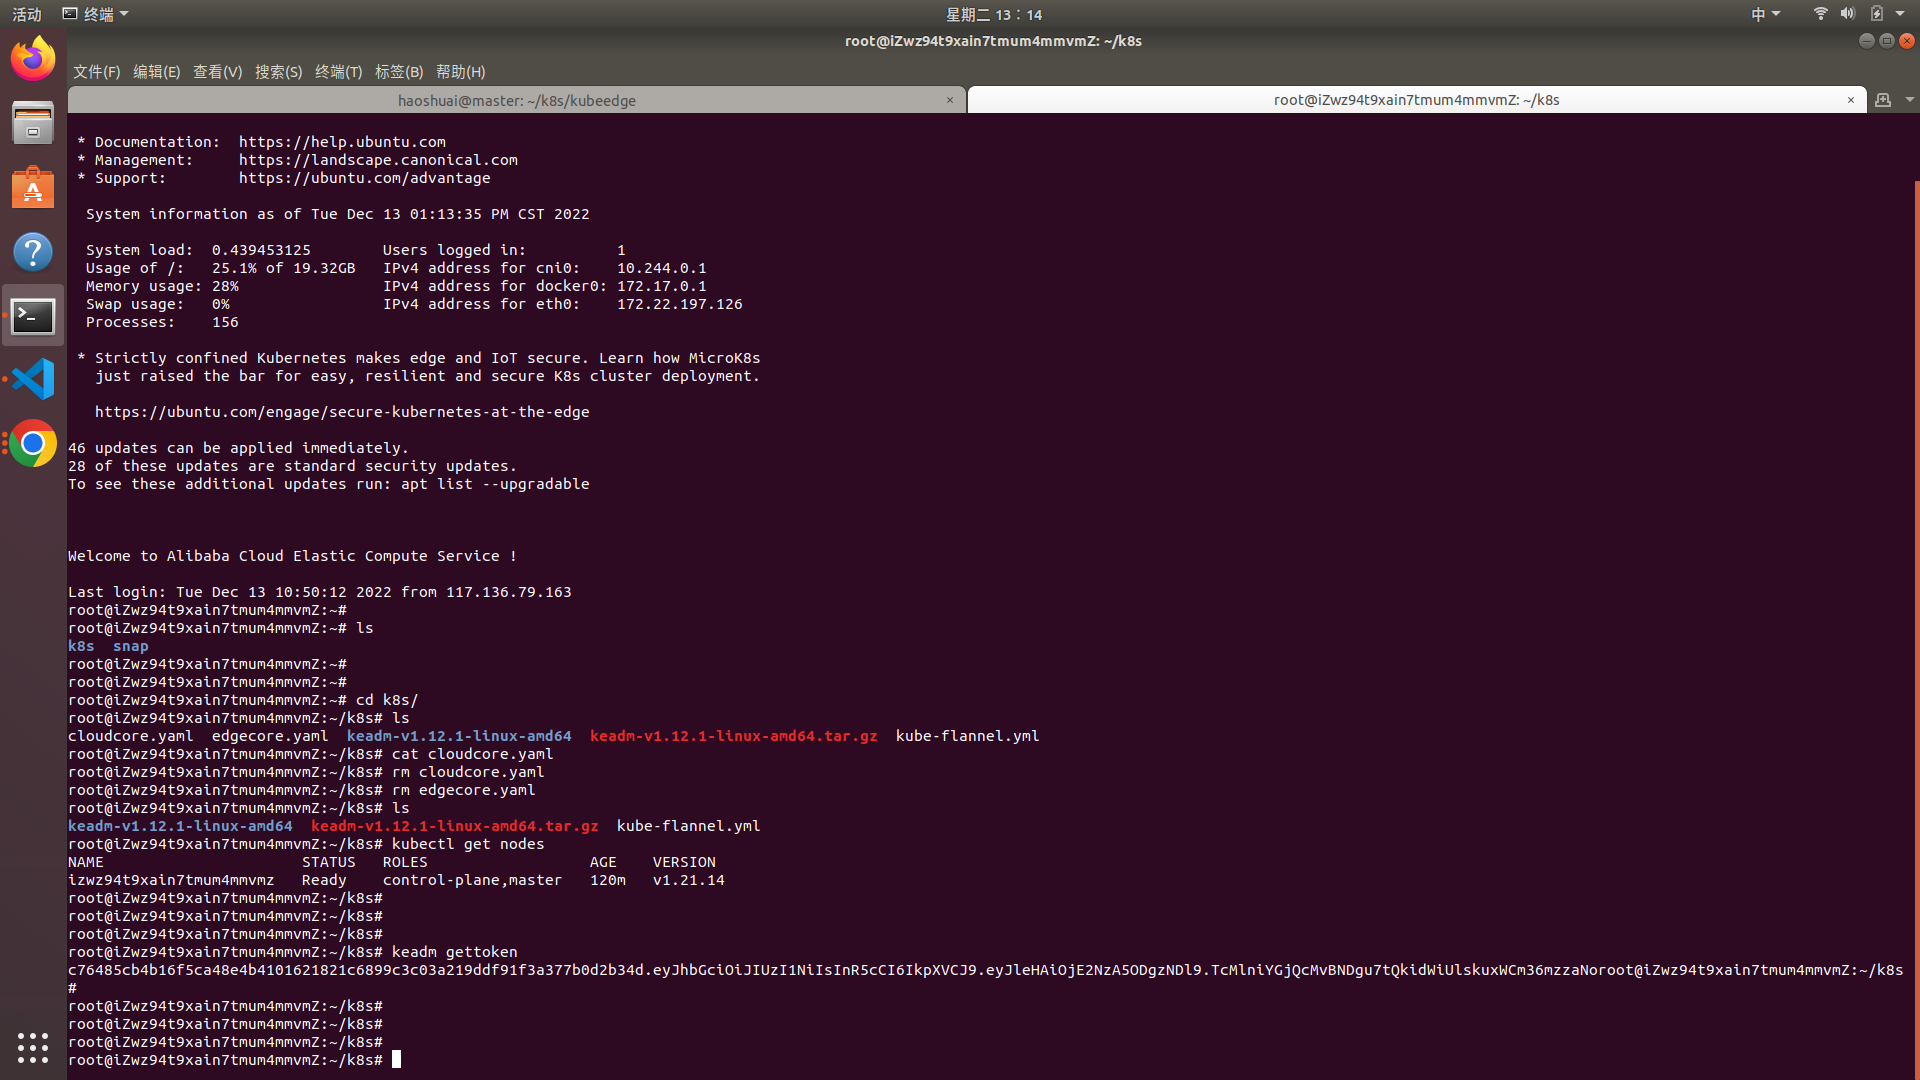 活动 终端 星期二 13：14 中
root@iZwz94t9xain7tmum4mmvmZ: ~/k8s
文件(F) 编辑(E) 查看(V) 搜索(S) 终端(T) 标签(B) 帮助(H)
haoshuai@master: ~/k8s/kubeedge × root@iZwz94t9xain7tmum4mmvmZ: ~/k8s ×
* Documentation:  https://help.ubuntu.com
* Management:     https://landscape.canonical.com
* Support:        https://ubuntu.com/advantage
System information as of Tue Dec 13 01:13:35 PM CST 2022
System load:  0.439453125        Users logged in:          1
Usage of /:   25.1% of 19.32GB   IPv4 address for cni0:    10.244.0.1
Memory usage: 28%                IPv4 address for docker0: 172.17.0.1
Swap usage:   0%                 IPv4 address for eth0:    172.22.197.126
Processes:    156
* Strictly confined Kubernetes makes edge and IoT secure. Learn how MicroK8s
just raised the bar for easy, resilient and secure K8s cluster deployment.
https://ubuntu.com/engage/secure-kubernetes-at-the-edge
46 updates can be applied immediately.
28 of these updates are standard security updates.
To see these additional updates run: apt list --upgradable
Welcome to Alibaba Cloud Elastic Compute Service !
Last login: Tue Dec 13 10:50:12 2022 from 117.136.79.163
root@iZwz94t9xain7tmum4mmvmZ:~#
root@iZwz94t9xain7tmum4mmvmZ:~# ls
k8s  snap
root@iZwz94t9xain7tmum4mmvmZ:~#
root@iZwz94t9xain7tmum4mmvmZ:~#
root@iZwz94t9xain7tmum4mmvmZ:~# cd k8s/
root@iZwz94t9xain7tmum4mmvmZ:~/k8s# ls
cloudcore.yaml  edgecore.yaml  keadm-v1.12.1-linux-amd64  keadm-v1.12.1-linux-amd64.tar.gz  kube-flannel.yml
root@iZwz94t9xain7tmum4mmvmZ:~/k8s# cat cloudcore.yaml
root@iZwz94t9xain7tmum4mmvmZ:~/k8s# rm cloudcore.yaml
root@iZwz94t9xain7tmum4mmvmZ:~/k8s# rm edgecore.yaml
root@iZwz94t9xain7tmum4mmvmZ:~/k8s# ls
keadm-v1.12.1-linux-amd64  keadm-v1.12.1-linux-amd64.tar.gz  kube-flannel.yml
root@iZwz94t9xain7tmum4mmvmZ:~/k8s# kubectl get nodes
NAME                      STATUS   ROLES                  AGE    VERSION
izwz94t9xain7tmum4mmvmz   Ready    control-plane,master   120m   v1.21.14
root@iZwz94t9xain7tmum4mmvmZ:~/k8s#
root@iZwz94t9xain7tmum4mmvmZ:~/k8s#
root@iZwz94t9xain7tmum4mmvmZ:~/k8s#
root@iZwz94t9xain7tmum4mmvmZ:~/k8s# keadm gettoken
c76485cb4b16f5ca48e4b4101621821c6899c3c03a219ddf91f3a377b0d2b34d.eyJhbGciOiJIUzI1NiIsInR5cCI6IkpXVCJ9.eyJleHAiOjE2NzA5ODgzNDl9.TcMlniYGjQcMvBNDgu7tQkidWiUlskuxWCm36mzzaNoroot@iZwz94t9xain7tmum4mmvmZ:~/k8s
#
root@iZwz94t9xain7tmum4mmvmZ:~/k8s#
root@iZwz94t9xain7tmum4mmvmZ:~/k8s#
root@iZwz94t9xain7tmum4mmvmZ:~/k8s#
root@iZwz94t9xain7tmum4mmvmZ:~/k8s#